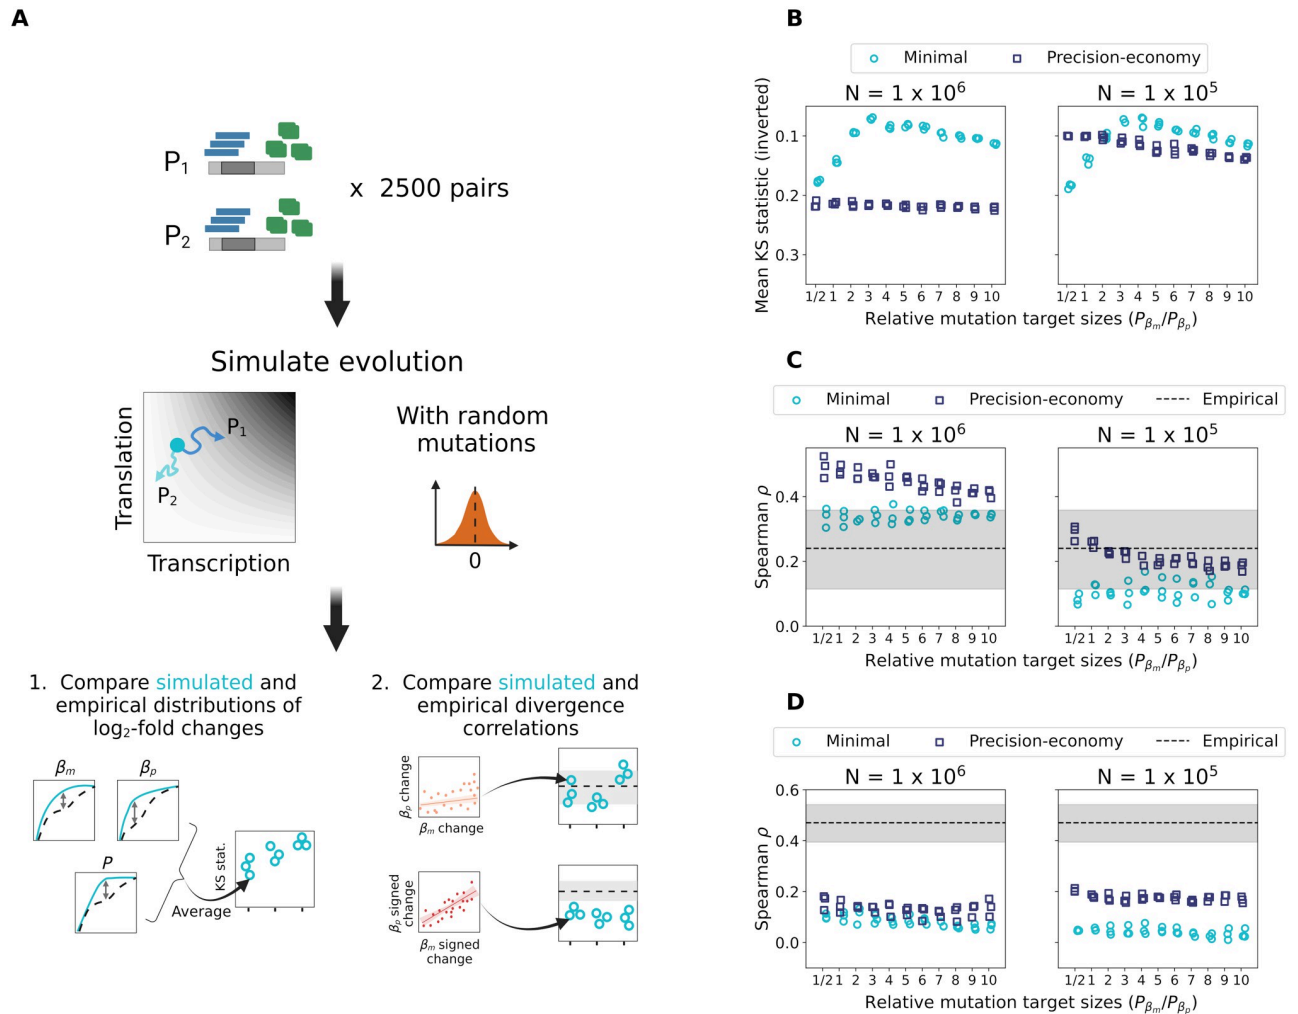 A
P1
P2
x 2500 pairs
Simulate evolution
Translation
P1
P2
Transcription
With random
mutations
0
1. Compare simulated and
empirical distributions of
log2-fold changes
βm
βp
P
Average
KS stat.
2. Compare simulated and
empirical divergence
correlations
βp change
βm change
βp signed
change
βm signed
change
B
Minimal Precision-economy
N = 1 x 10^6
N = 1 x 10^5
Mean KS statistic (inverted)
0.1
0.2
0.3
1/2 1 2 3 4 5 6 7 8 9 10
1/2 1 2 3 4 5 6 7 8 9 10
Relative mutation target sizes (Pβm/Pβp)
C
Minimal Precision-economy Empirical
N = 1 x 10^6
N = 1 x 10^5
Spearman ρ
0.4
0.2
0.0
1/2 1 2 3 4 5 6 7 8 9 10
1/2 1 2 3 4 5 6 7 8 9 10
Relative mutation target sizes (Pβm/Pβp)
D
Minimal Precision-economy Empirical
N = 1 x 10^6
N = 1 x 10^5
Spearman ρ
0.6
0.4
0.2
0.0
1/2 1 2 3 4 5 6 7 8 9 10
1/2 1 2 3 4 5 6 7 8 9 10
Relative mutation target sizes (Pβm/Pβp)